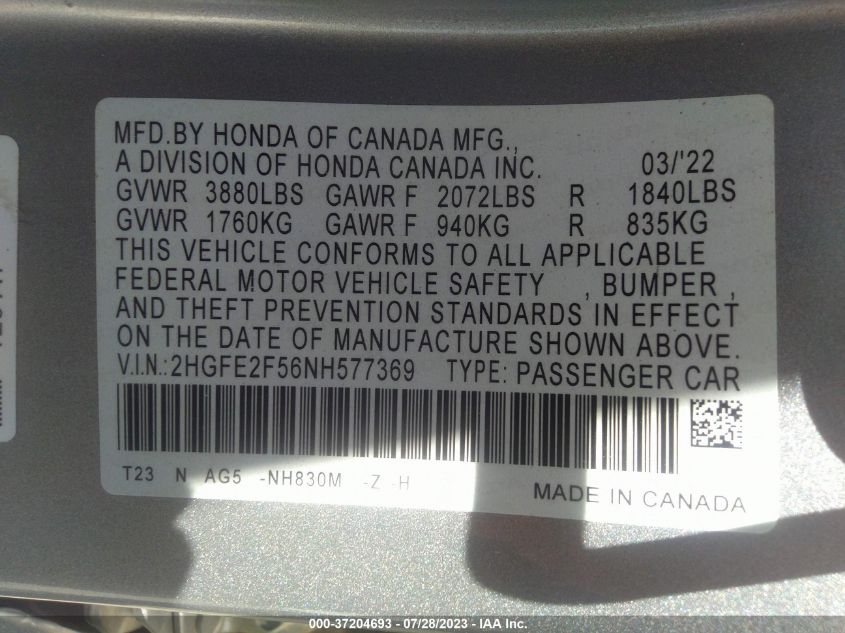 MFD.BY HONDA OF CANADA MFG.,
A DIVISION OF HONDA CANADA INC. 03/'22
GVWR 3880LBS GAWR F 2072LBS R 1840LBS
GVWR 1760KG GAWR F 940KG R 835KG
THIS VEHICLE CONFORMS TO ALL APPLICABLE
FEDERAL MOTOR VEHICLE SAFETY , BUMPER ,
AND THEFT PREVENTION STANDARDS IN EFFECT
ON THE DATE OF MANUFACTURE SHOWN ABOVE.
V.I.N.:2HGFE2F56NH577369 TYPE: PASSENGER CAR
T23 N AG5 -NH830M -Z -H
MADE IN CANADA
000-37204693 / 07/28/2023 - IAA Inc.